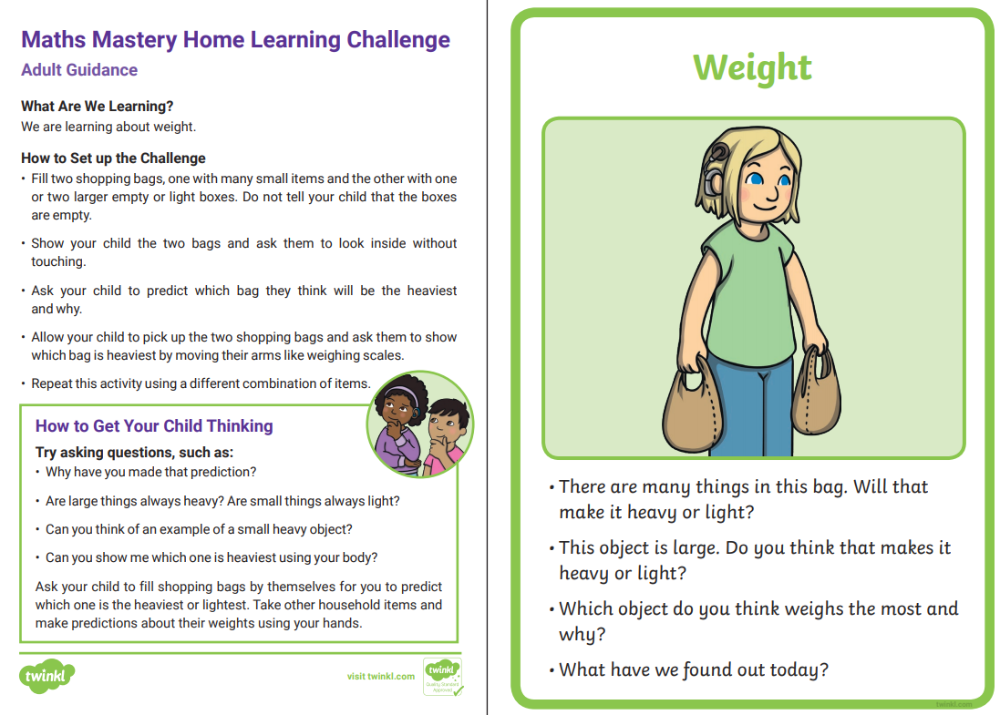 Maths Mastery Home Learning Challenge
Adult Guidance
What Are We Learning?
We are learning about weight.
How to Set up the Challenge
• Fill two shopping bags, one with many small items and the other with one
or two larger empty or light boxes. Do not tell your child that the boxes
are empty.
• Show your child the two bags and ask them to look inside without
touching.
• Ask your child to predict which bag they think will be the heaviest
and why.
• Allow your child to pick up the two shopping bags and ask them to show
which bag is heaviest by moving their arms like weighing scales.
• Repeat this activity using a different combination of items.
How to Get Your Child Thinking
Try asking questions, such as:
• Why have you made that prediction?
• Are large things always heavy? Are small things always light?
• Can you think of an example of a small heavy object?
• Can you show me which one is heaviest using your body?
Ask your child to fill shopping bags by themselves for you to predict
which one is the heaviest or lightest. Take other household items and
make predictions about their weights using your hands.
twinkl
visit twinkl.com
twinkl
Quality Standard
Approved
Weight
• There are many things in this bag. Will that
make it heavy or light?
• This object is large. Do you think that makes it
heavy or light?
• Which object do you think weighs the most and
why?
• What have we found out today?
twinkl.com